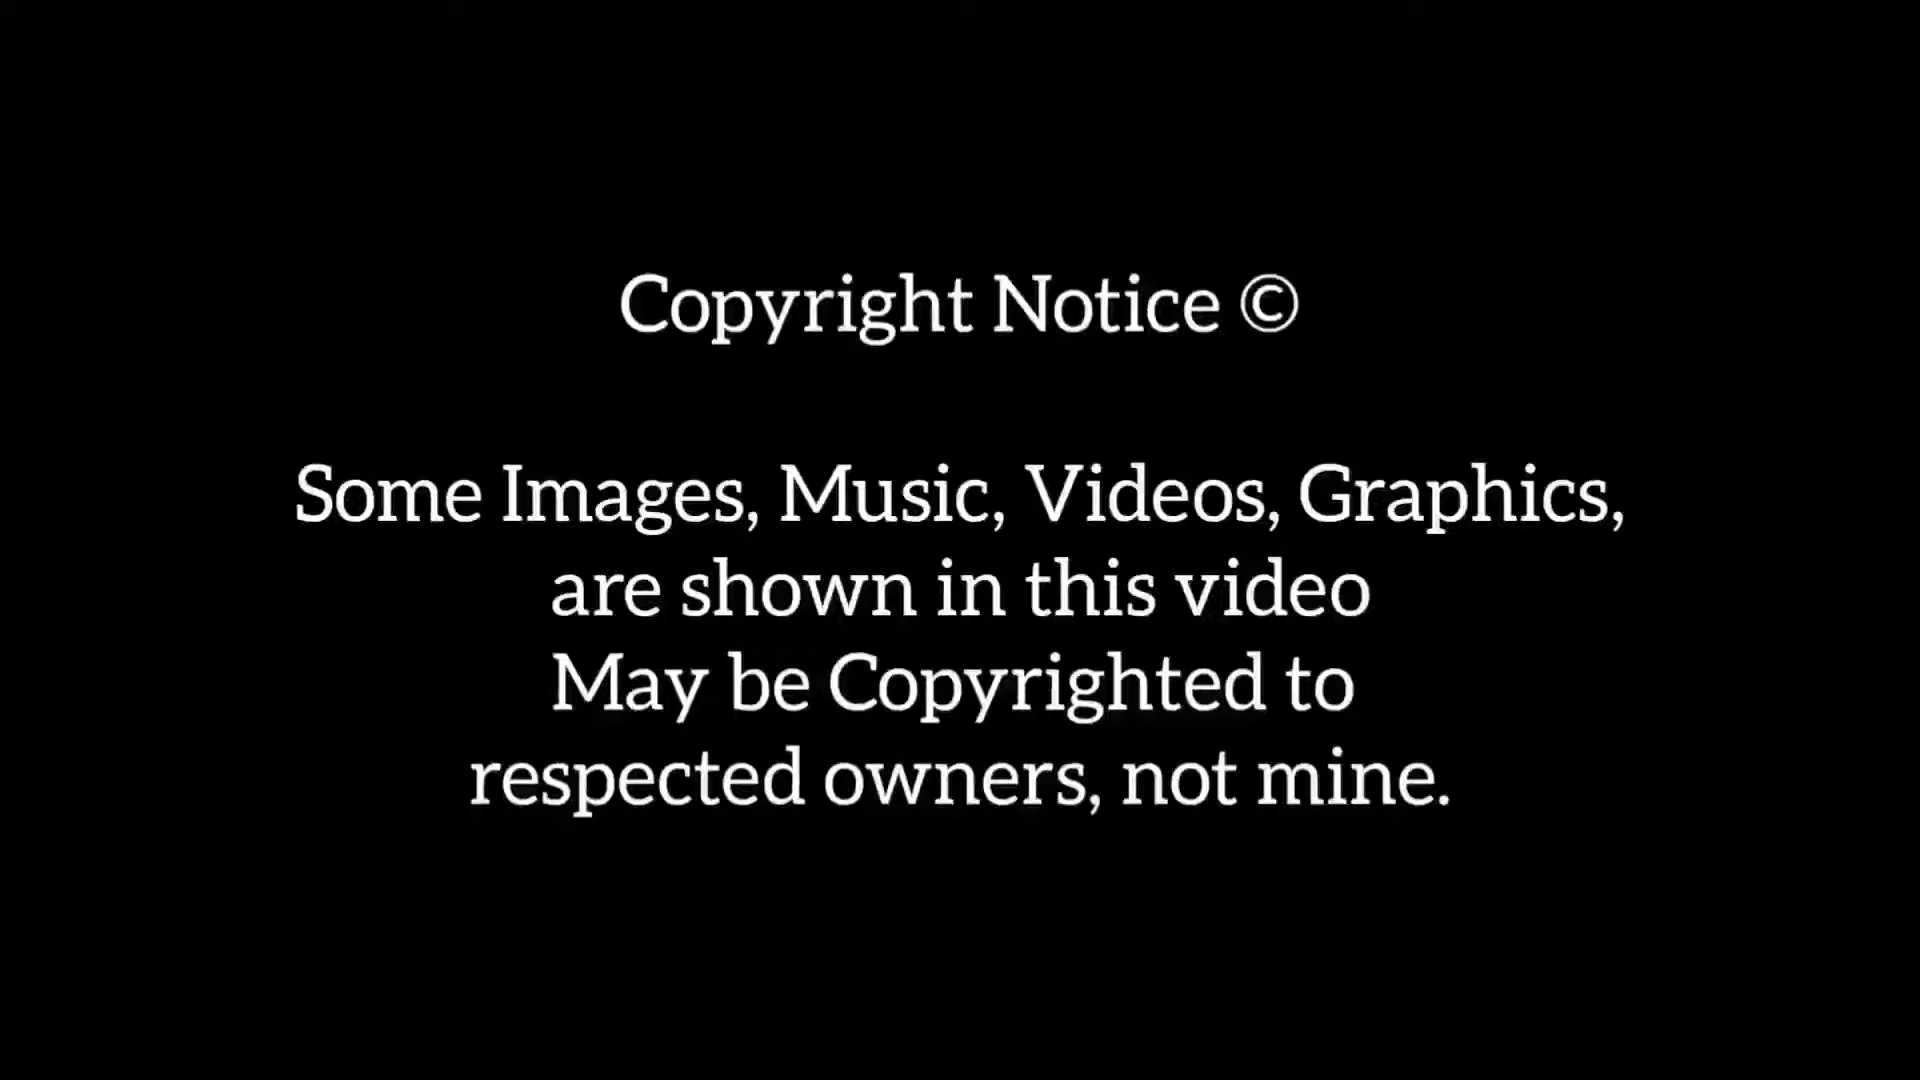 Copyright Notice ©
Some Images, Music, Videos, Graphics,
are shown in this video
May be Copyrighted to
respected owners, not mine.